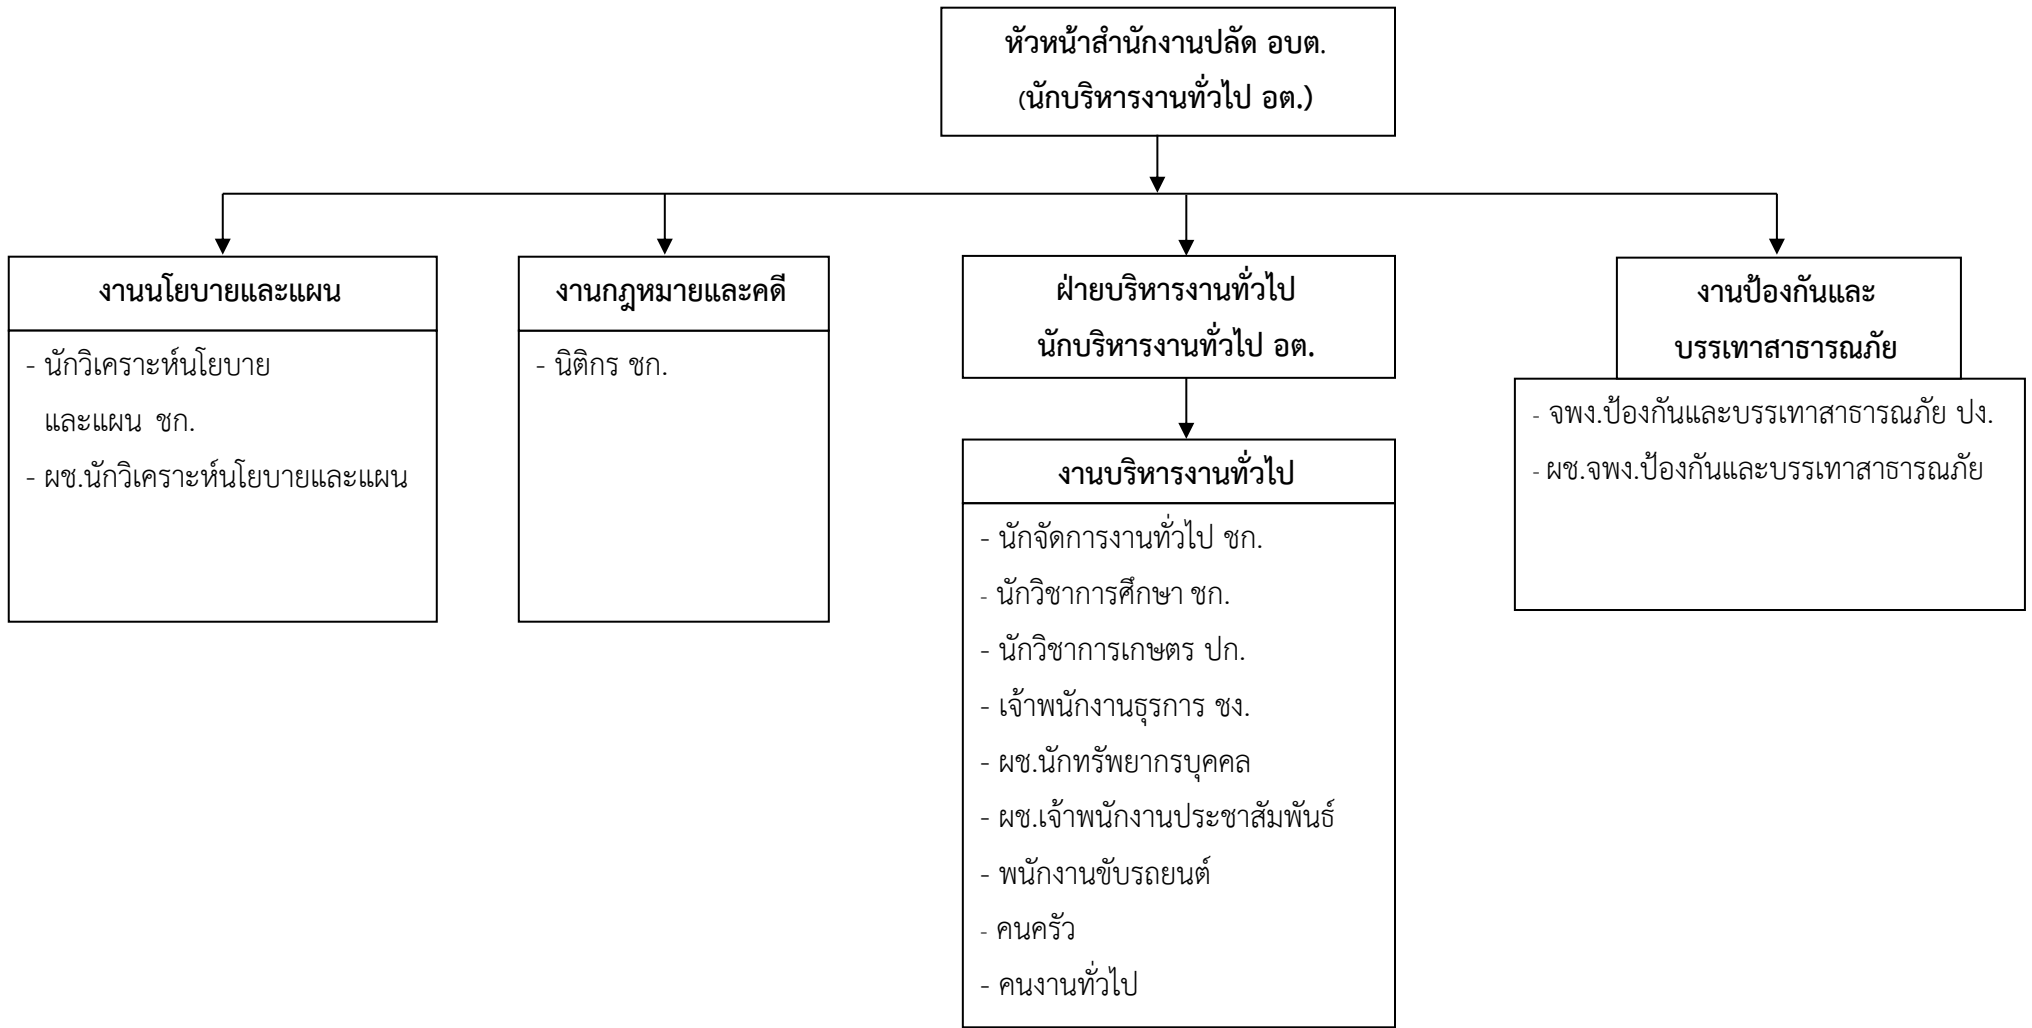 หัวหน้าสำนักงานปลัด อบต.
(นักบริหารงานทั่วไป อต.)
งานนโยบายและแผน
- นักวิเคราะห์นโยบาย
และแผน ชก.
- ผช.นักวิเคราะห์นโยบายและแผน
งานกฎหมายและคดี
- นิติกร ชก.
ฝ่ายบริหารงานทั่วไป
นักบริหารงานทั่วไป อต.
งานบริหารงานทั่วไป
- นักจัดการงานทั่วไป ชก.
- นักวิชาการศึกษา ชก.
- นักวิชาการเกษตร ปก.
- เจ้าพนักงานธุรการ ชง.
- ผช.นักทรัพยากรบุคคล
- ผช.เจ้าพนักงานประชาสัมพันธ์
- พนักงานขับรถยนต์
- คนครัว
- คนงานทั่วไป
งานป้องกันและ
บรรเทาสาธารณภัย
- จพง.ป้องกันและบรรเทาสาธารณภัย ปง.
- ผช.จพง.ป้องกันและบรรเทาสาธารณภัย